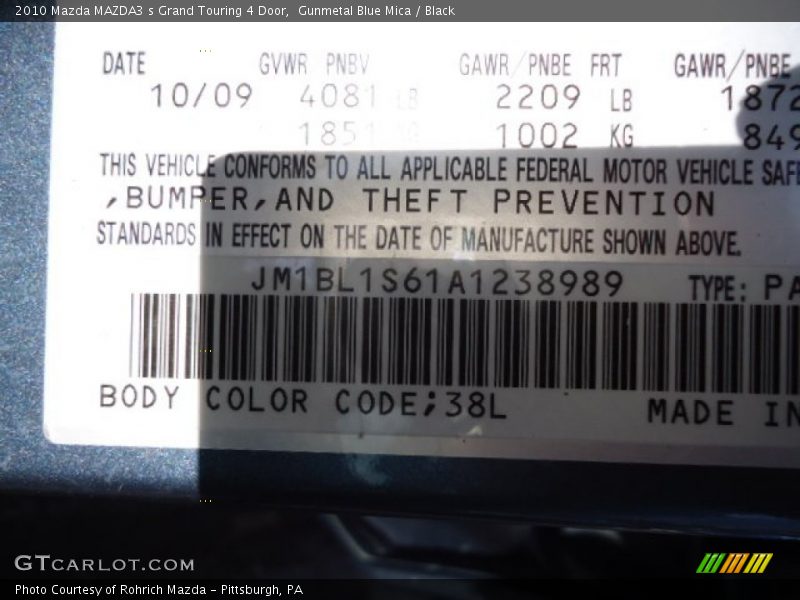 2010 Mazda MAZDA3 s Grand Touring 4 Door,  Gunmetal Blue Mica / Black
DATE GVWR PNBV GAWR/PNBE FRT GAWR/PNBE
10/09 4081 LB 2209 LB 1872
1851 KG 1002 KG 849
THIS VEHICLE CONFORMS TO ALL APPLICABLE FEDERAL MOTOR VEHICLE SAFE
,BUMPER,AND THEFT PREVENTION
STANDARDS IN EFFECT ON THE DATE OF MANUFACTURE SHOWN ABOVE.
JM1BL1S61A1238989 TYPE: PA
BODY COLOR CODE;38L MADE IN
GTCARLOT.COM
Photo Courtesy of Rohrich Mazda - Pittsburgh, PA